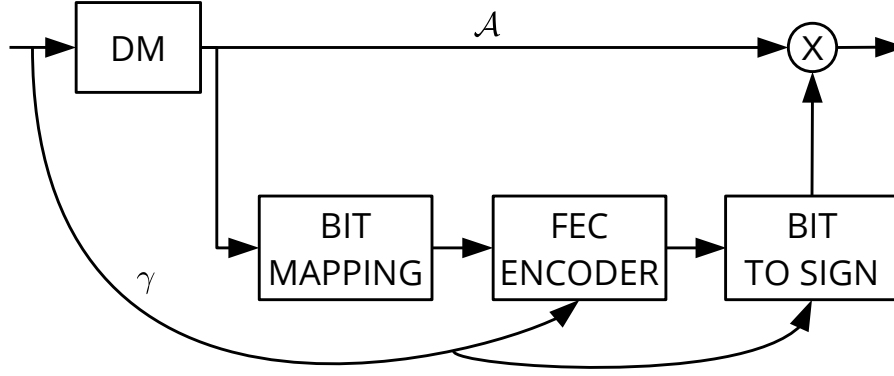 𝒜
DM
X
BIT
MAPPING
FEC
ENCODER
BIT
TO SIGN
γ